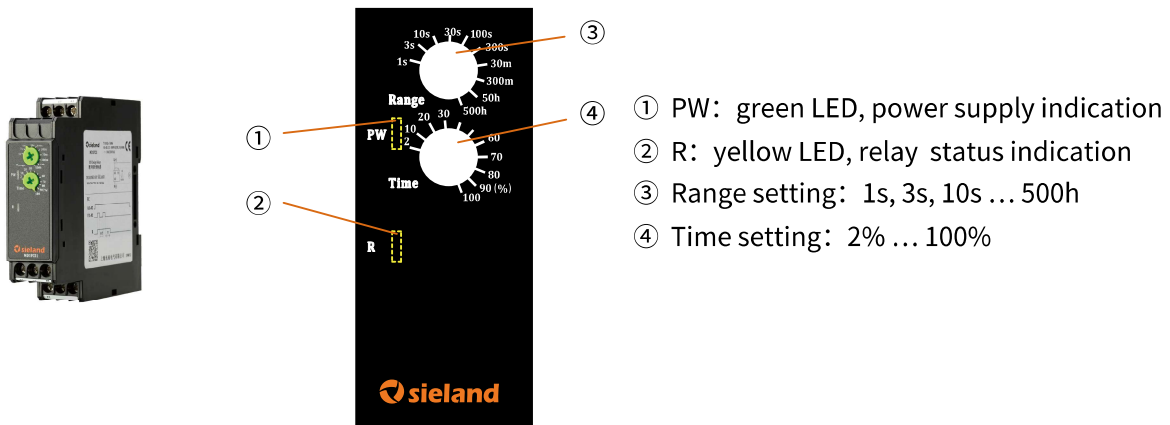 10s 30s 100s
3s 300s
1s 30m
300m
50h
Range 500h
20 30
PW 10 60
2 70
80
Time 90 (%)
100
R
sieland
sieland
① ② ③ ④
① PW: green LED, power supply indication
② R: yellow LED, relay status indication
③ Range setting: 1s, 3s, 10s ... 500h
④ Time setting: 2% ... 100%